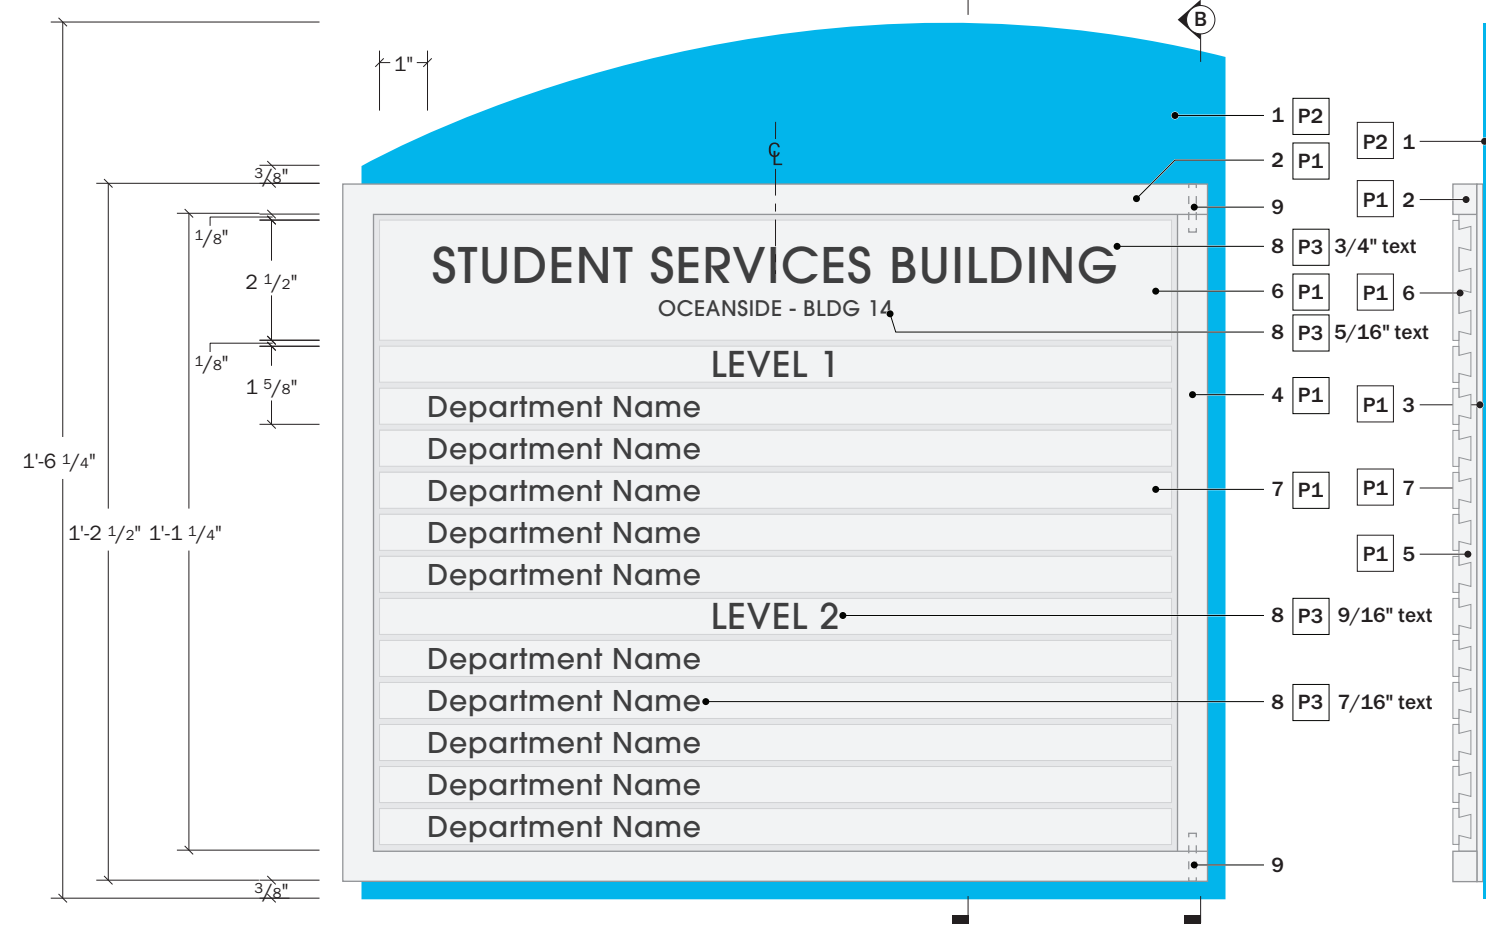 B
1"
1 P2
P2 1
℄
2 P1
3/8"
P1 2
9
1/8"
STUDENT SERVICES BUILDING
8 P3 3/4" text
2 1/2"
6 P1
P1 6
OCEANSIDE - BLDG 14
8 P3 5/16" text
1/8"
LEVEL 1
1 5/8"
4 P1
P1 3
Department Name
Department Name
1'-6 1/4"
Department Name
7 P1
P1 7
1'-2 1/2" 1'-1 1/4"
Department Name
P1 5
Department Name
LEVEL 2
8 P3 9/16" text
Department Name
Department Name
8 P3 7/16" text
Department Name
Department Name
Department Name
9
3/8"